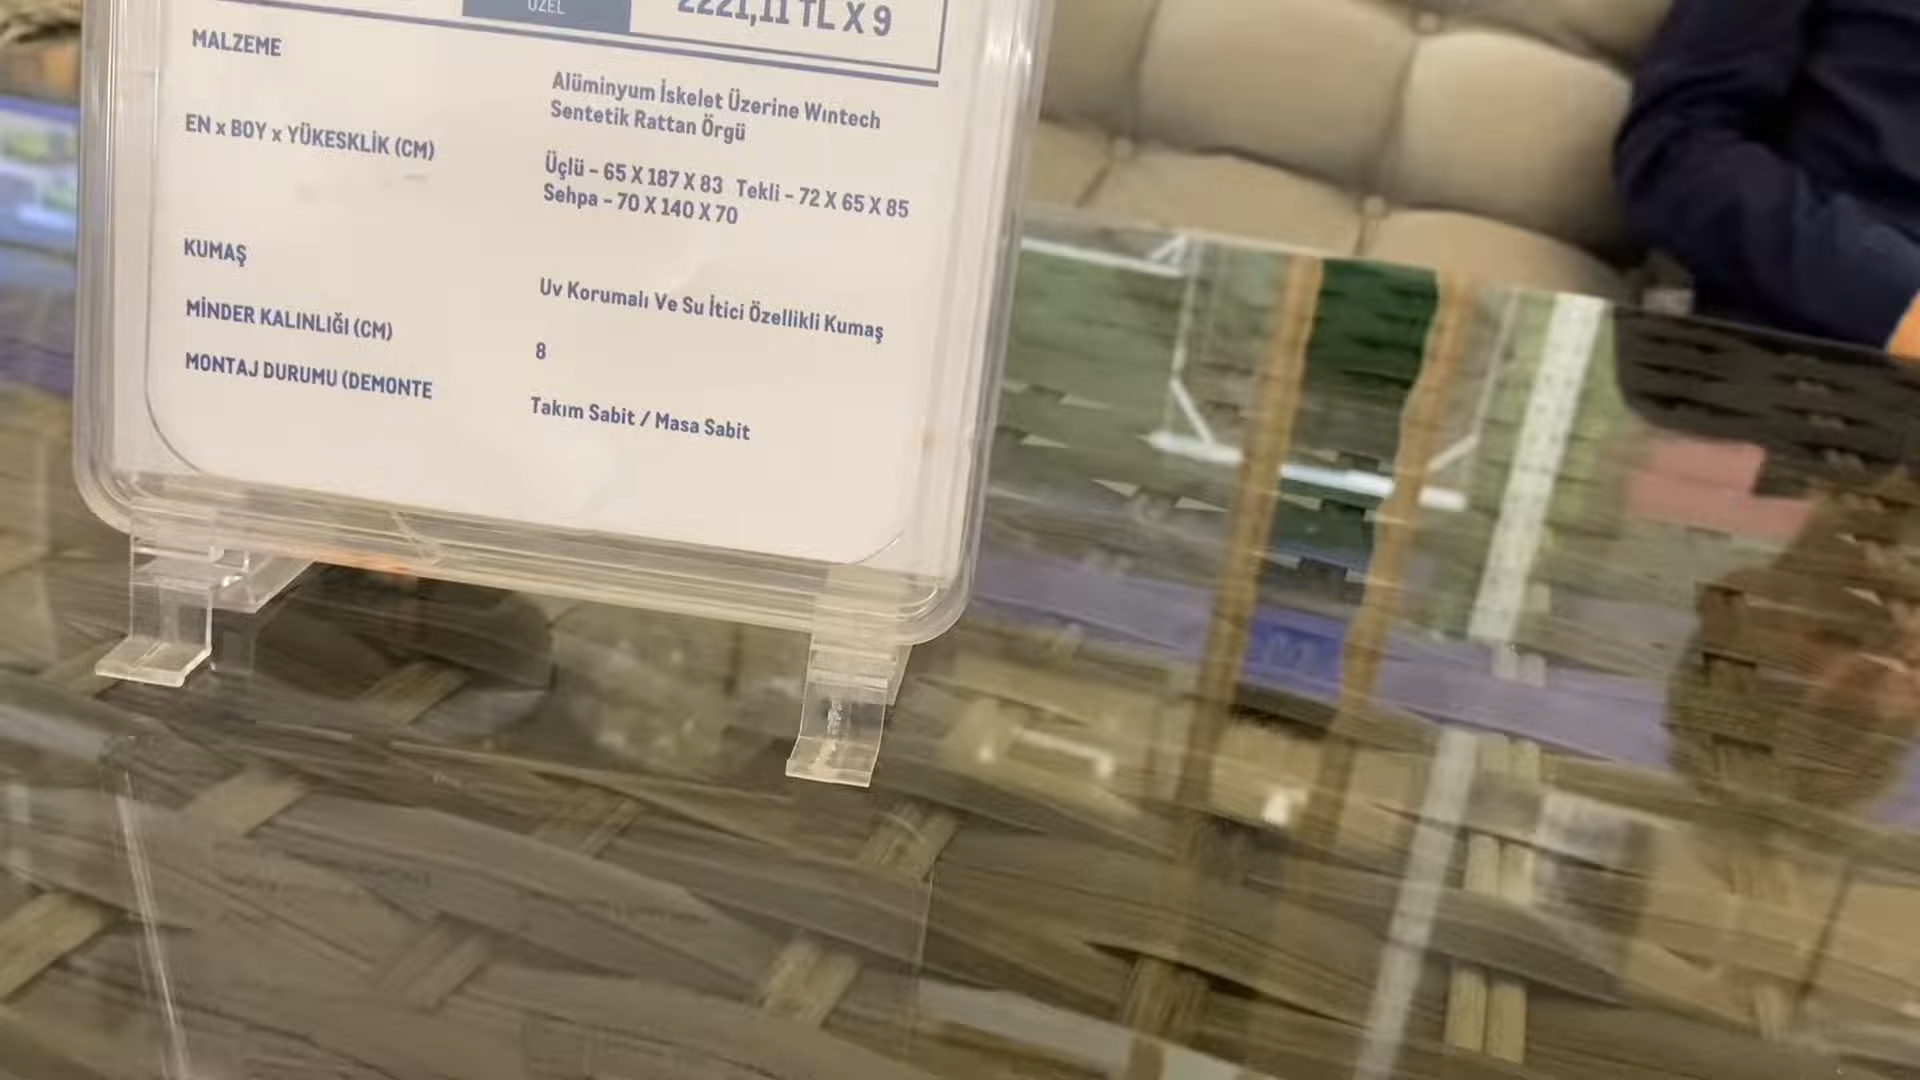 ÖZEL
2221,11 TL X 9
MALZEME
Alüminyum İskelet Üzerine Wıntech
Sentetik Rattan Örgü
EN x BOY x YÜKESKLİK (CM)
Üçlü - 65 X 187 X 83 Tekli - 72 X 65 X 85
Sehpa - 70 X 140 X 70
KUMAŞ
Uv Korumalı Ve Su İtici Özellikli Kumaş
MİNDER KALINLIĞI (CM)
8
MONTAJ DURUMU (DEMONTE
Takım Sabit / Masa Sabit